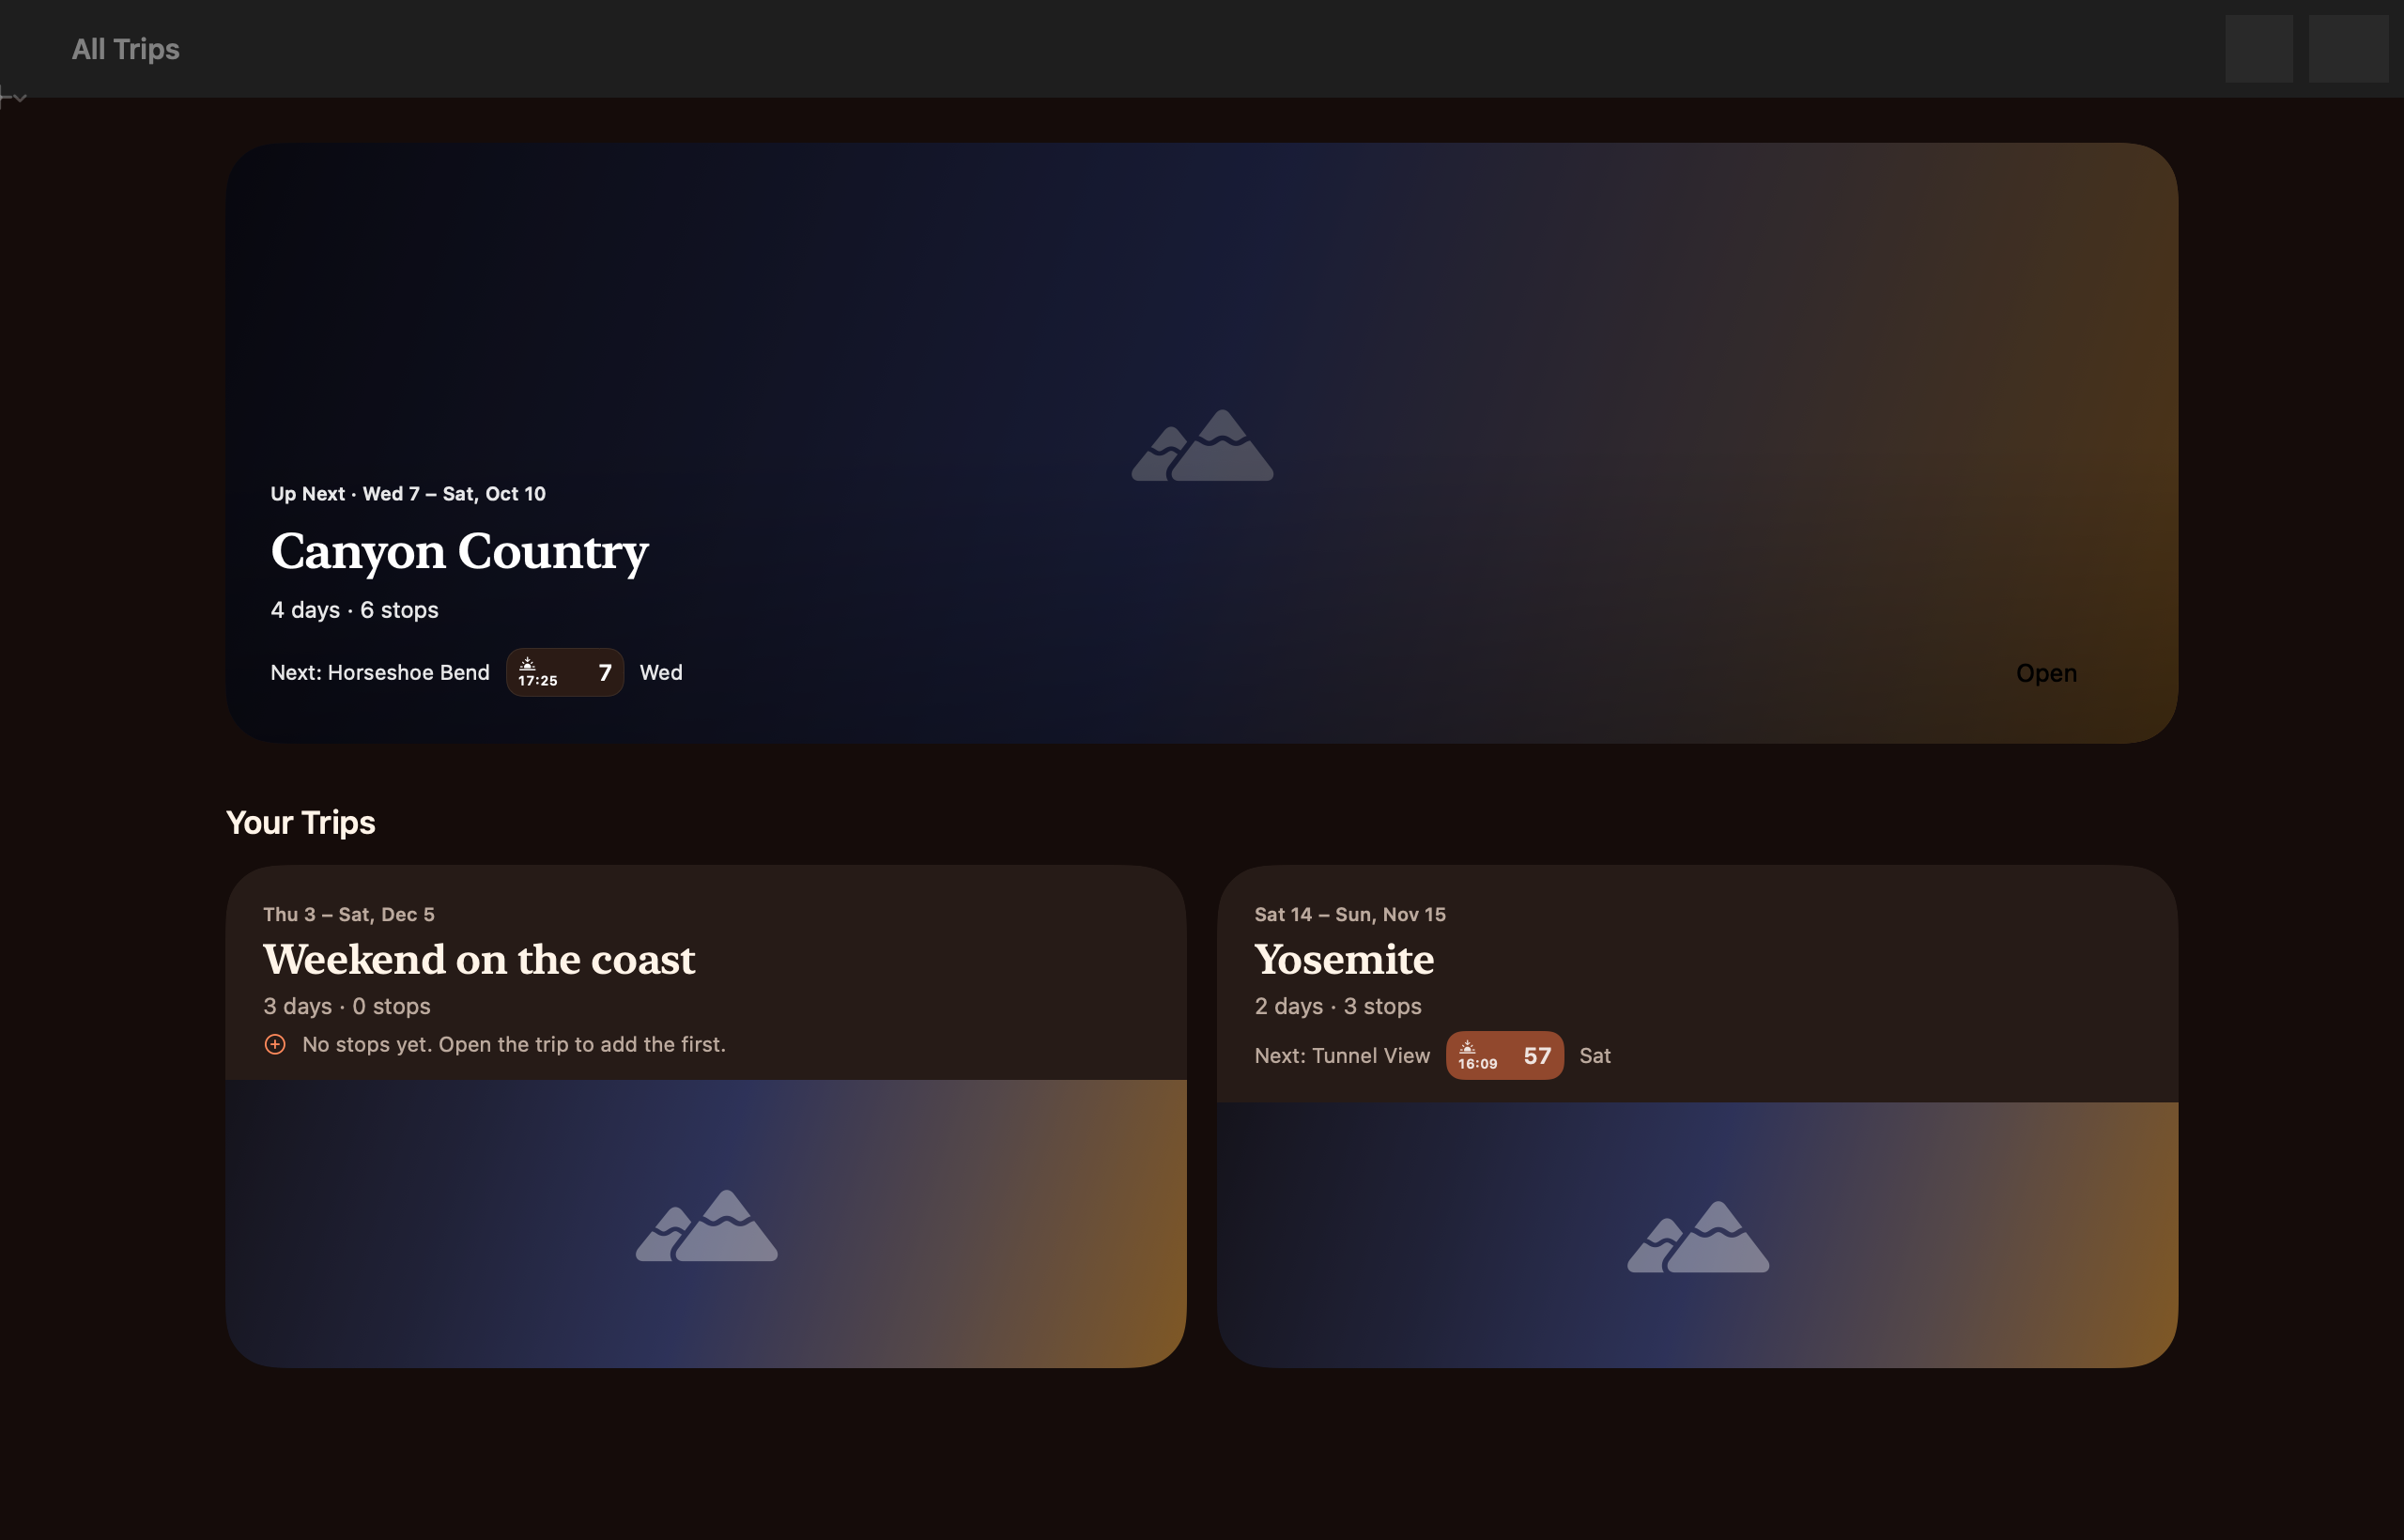 All Trips
Up Next · Wed 7 – Sat, Oct 10
Canyon Country
4 days · 6 stops
Next: Horseshoe Bend 17:25 7 Wed
Open
Your Trips
Thu 3 – Sat, Dec 5
Weekend on the coast
3 days · 0 stops
No stops yet. Open the trip to add the first.
Sat 14 – Sun, Nov 15
Yosemite
2 days · 3 stops
Next: Tunnel View 16:09 57 Sat